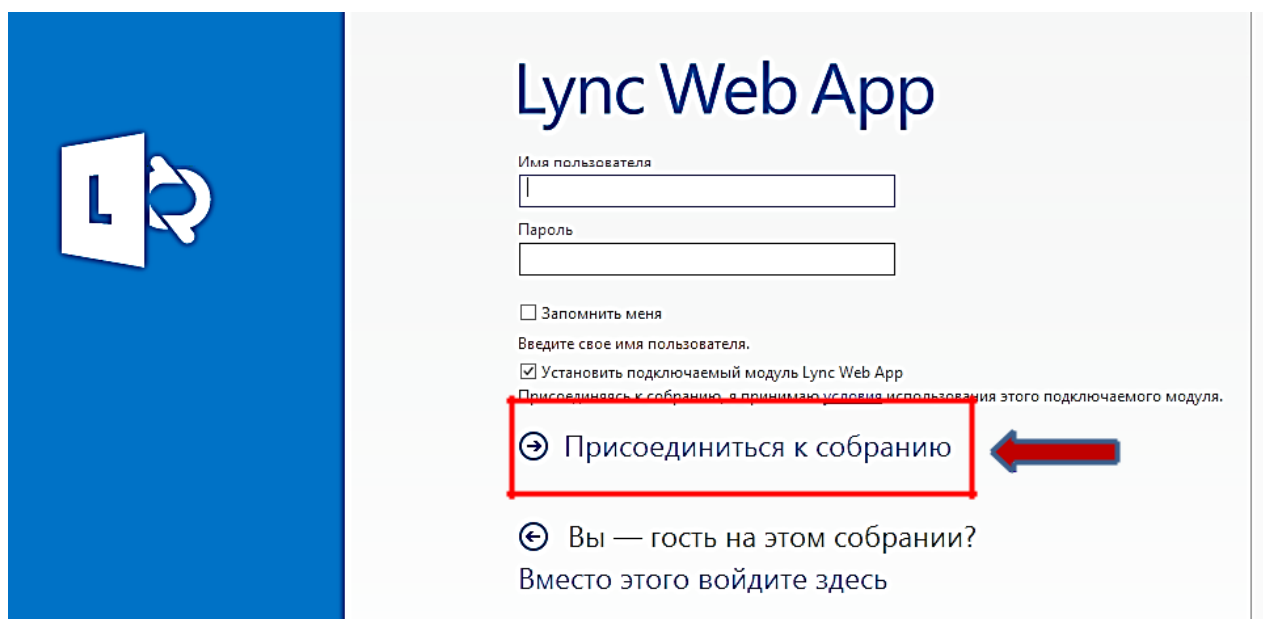 Lync Web App
Имя пользователя
Пароль
Запомнить меня
Введите свое имя пользователя.
Установить подключаемый модуль Lync Web App
Присоединяясь к собранию, я принимаю условия использования этого подключаемого модуля.
Присоединиться к собранию
Вы — гость на этом собрании?
Вместо этого войдите здесь
L